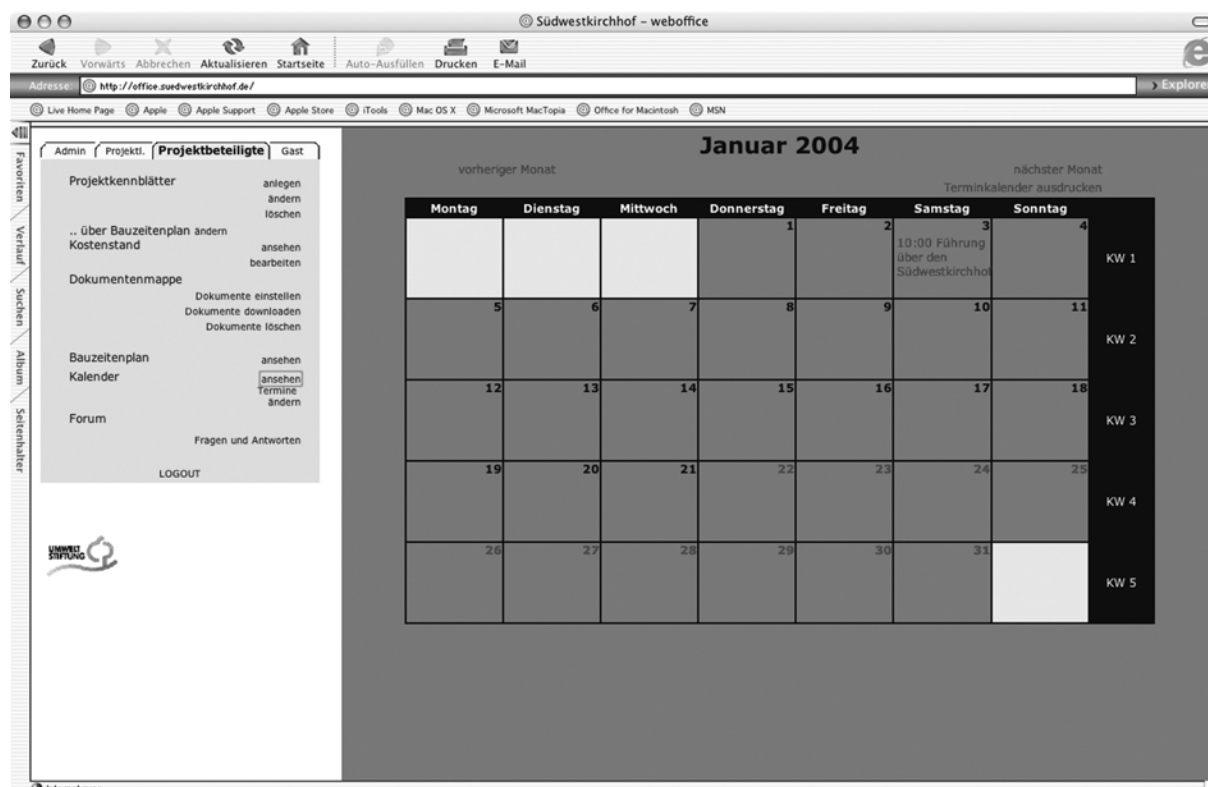 Südwestkirchhof – weboffice
Zurück Vorwärts Abbrechen Aktualisieren Startseite Auto-Ausfüllen Drucken E-Mail
Adresse: http://office.suedwestkirchhof.de/ Explorer
Live Home Page Apple Apple Support Apple Store iTools Mac OS X Microsoft MacTopia Office for Macintosh MSN
Favoriten
Verlauf
Suchen
Album
Seitenhalter
Admin Projektl. Projektbeteiligte Gast
Projektkennblätter anlegen
ändern
löschen
.. über Bauzeitenplan ändern
Kostenstand ansehen
bearbeiten
Dokumentenmappe
Dokumente einstellen
Dokumente downloaden
Dokumente löschen
Bauzeitenplan ansehen
Kalender ansehen
Termine
ändern
Forum
Fragen und Antworten
LOGOUT
UMWELT
STIFTUNG
Januar 2004
vorheriger Monat nächster Monat
Terminkalender ausdrucken
Montag Dienstag Mittwoch Donnerstag Freitag Samstag Sonntag
1 2 3 4
10:00 Führung
über den
Südwestkirchhof
KW 1
5 6 7 8 9 10 11
KW 2
12 13 14 15 16 17 18
KW 3
19 20 21 22 23 24 25
KW 4
26 27 28 29 30 31
KW 5